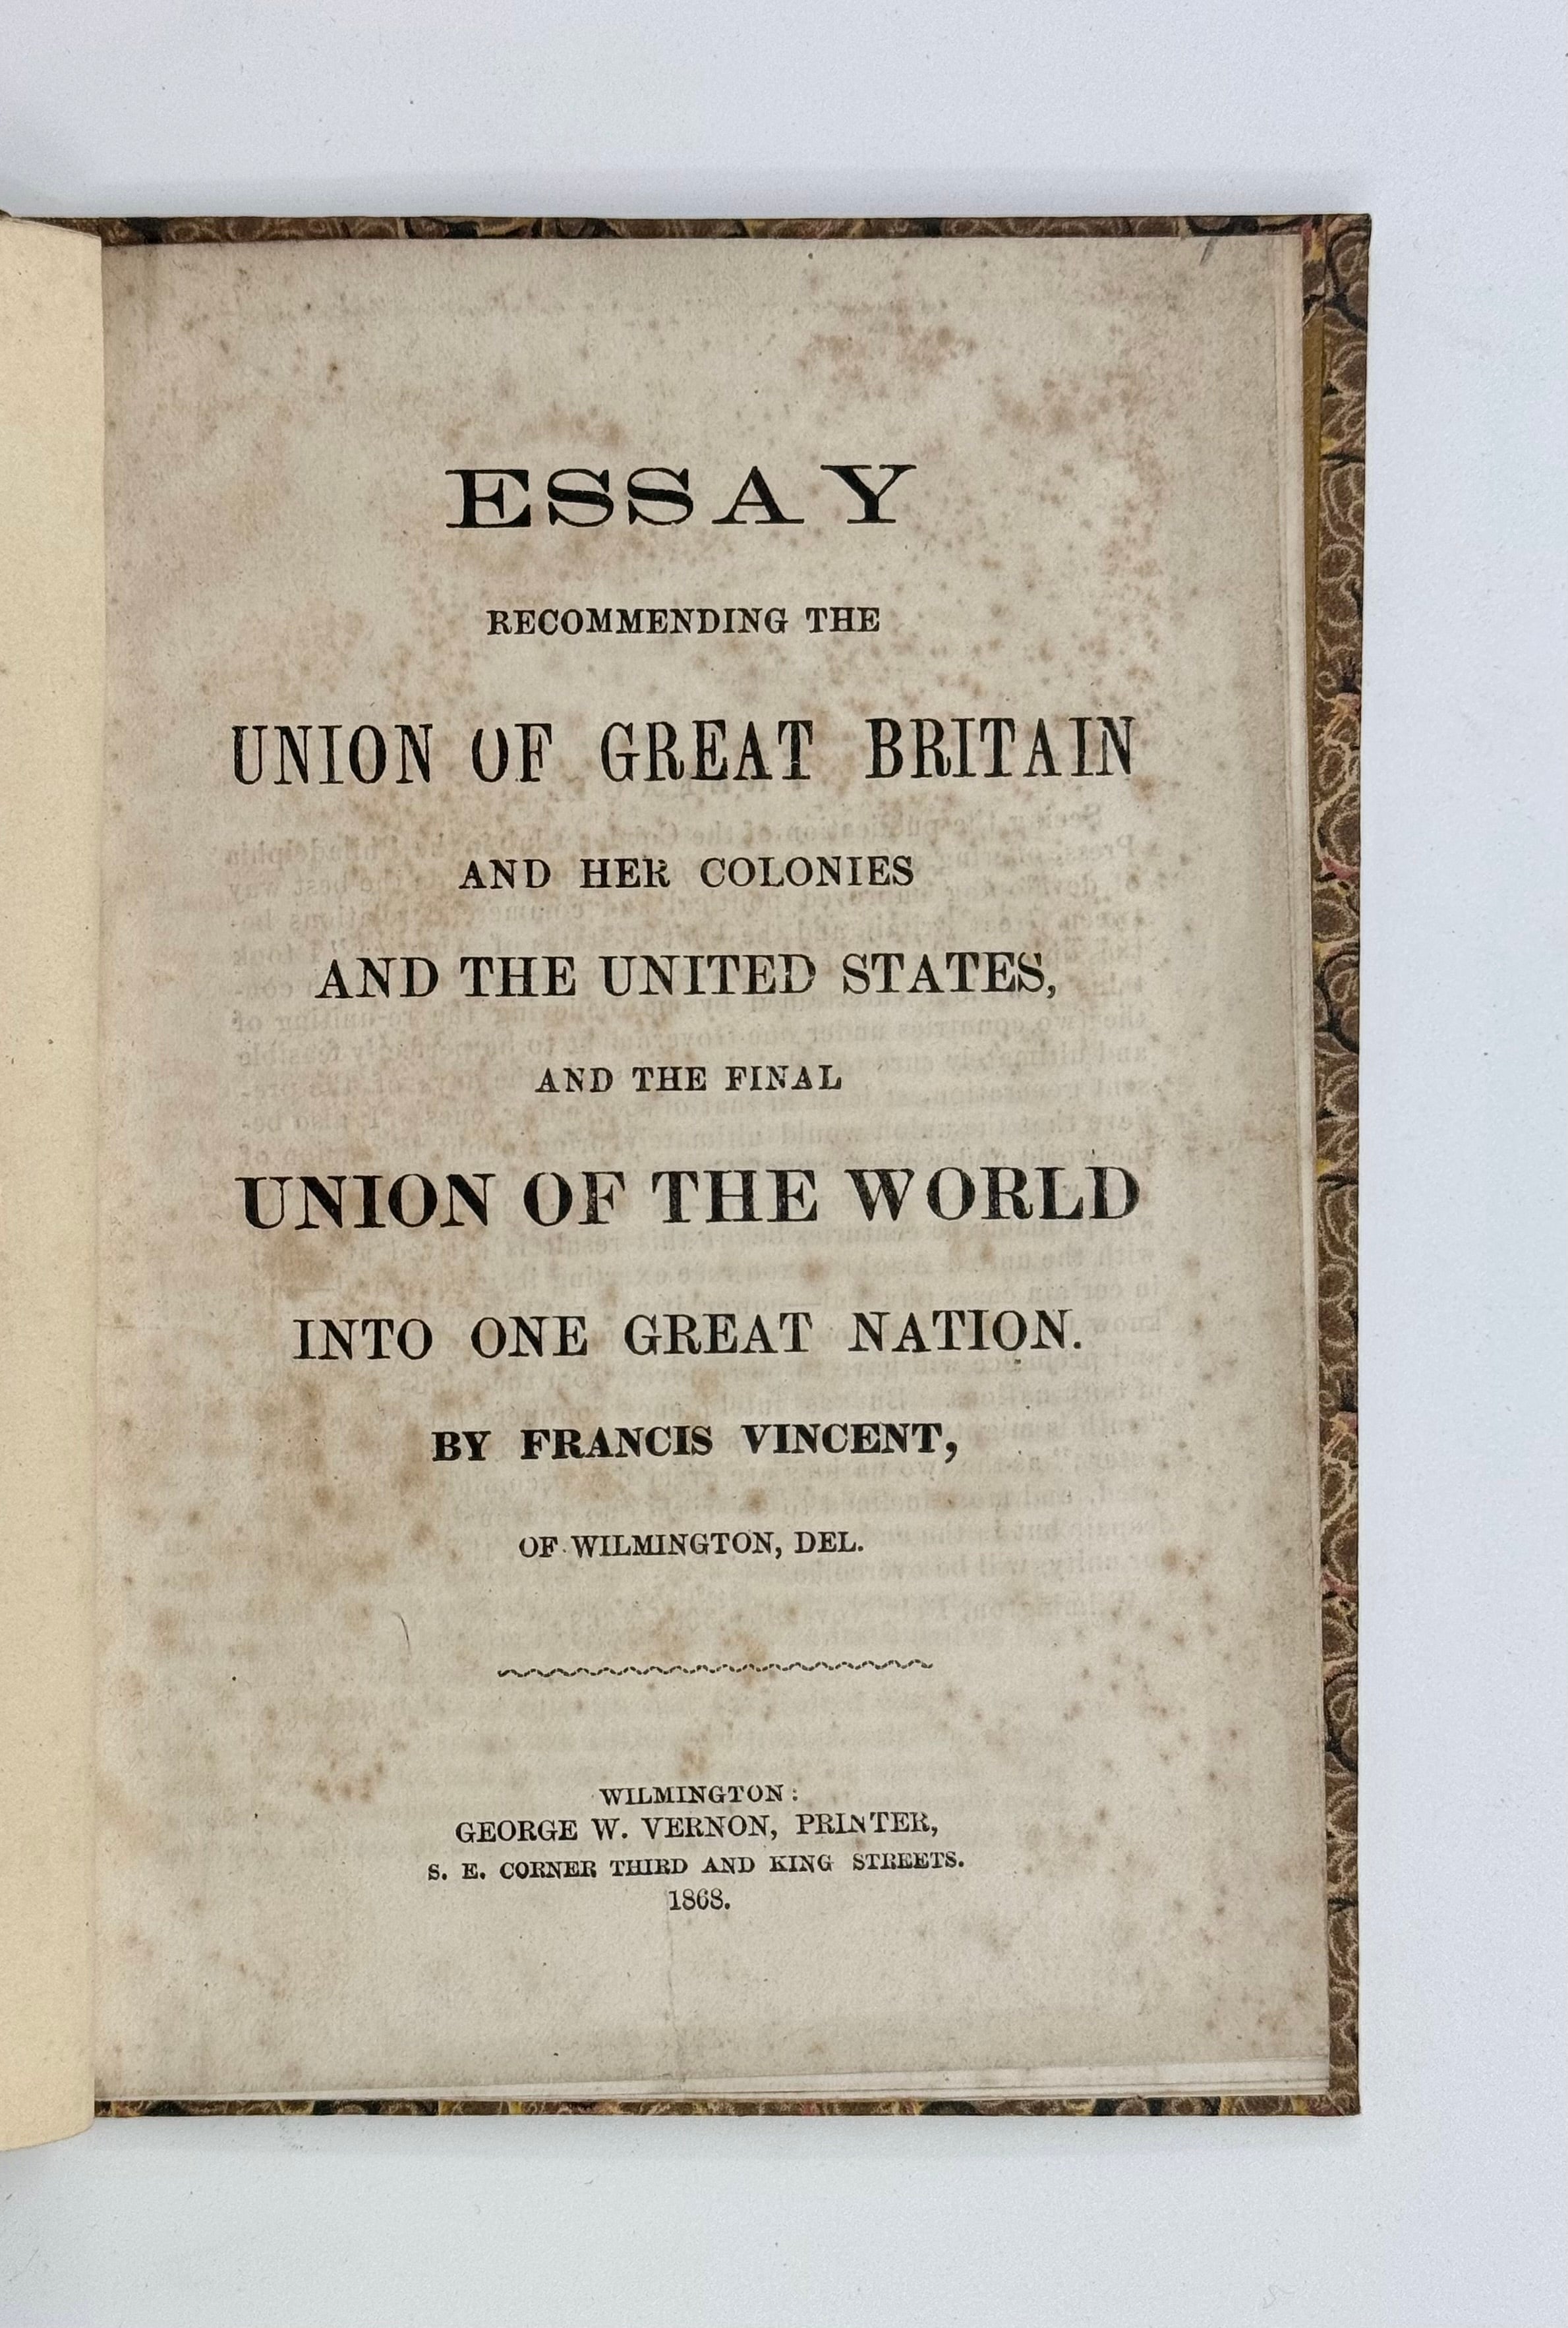 ESSAY
RECOMMENDING THE
UNION OF GREAT BRITAIN
AND HER COLONIES
AND THE UNITED STATES,
AND THE FINAL
UNION OF THE WORLD
INTO ONE GREAT NATION.
BY FRANCIS VINCENT,
OF WILMINGTON, DEL.
WILMINGTON:
GEORGE W. VERNON, PRINTER,
S. E. CORNER THIRD AND KING STREETS.
1868.